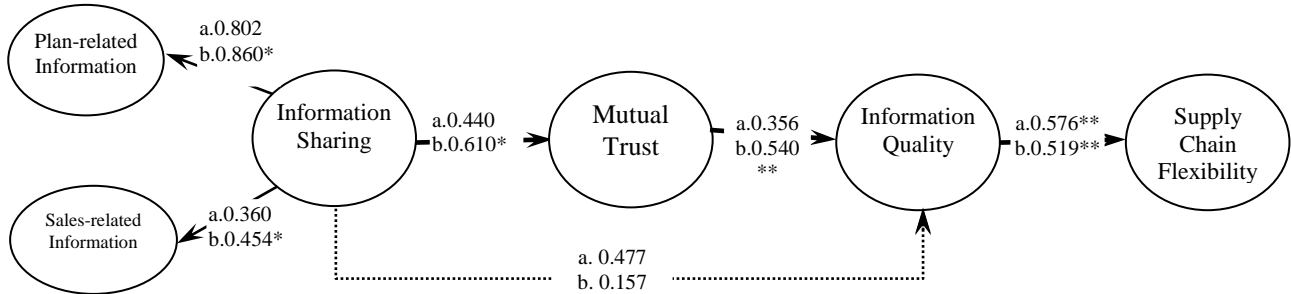 Plan-related
Information
a.0.802
b.0.860*
Information
Sharing
a.0.440
b.0.610*
Mutual
Trust
a.0.356
b.0.540
**
Information
Quality
a.0.576**
b.0.519**
Supply
Chain
Flexibility
Sales-related
Information
a.0.360
b.0.454*
a. 0.477
b. 0.157